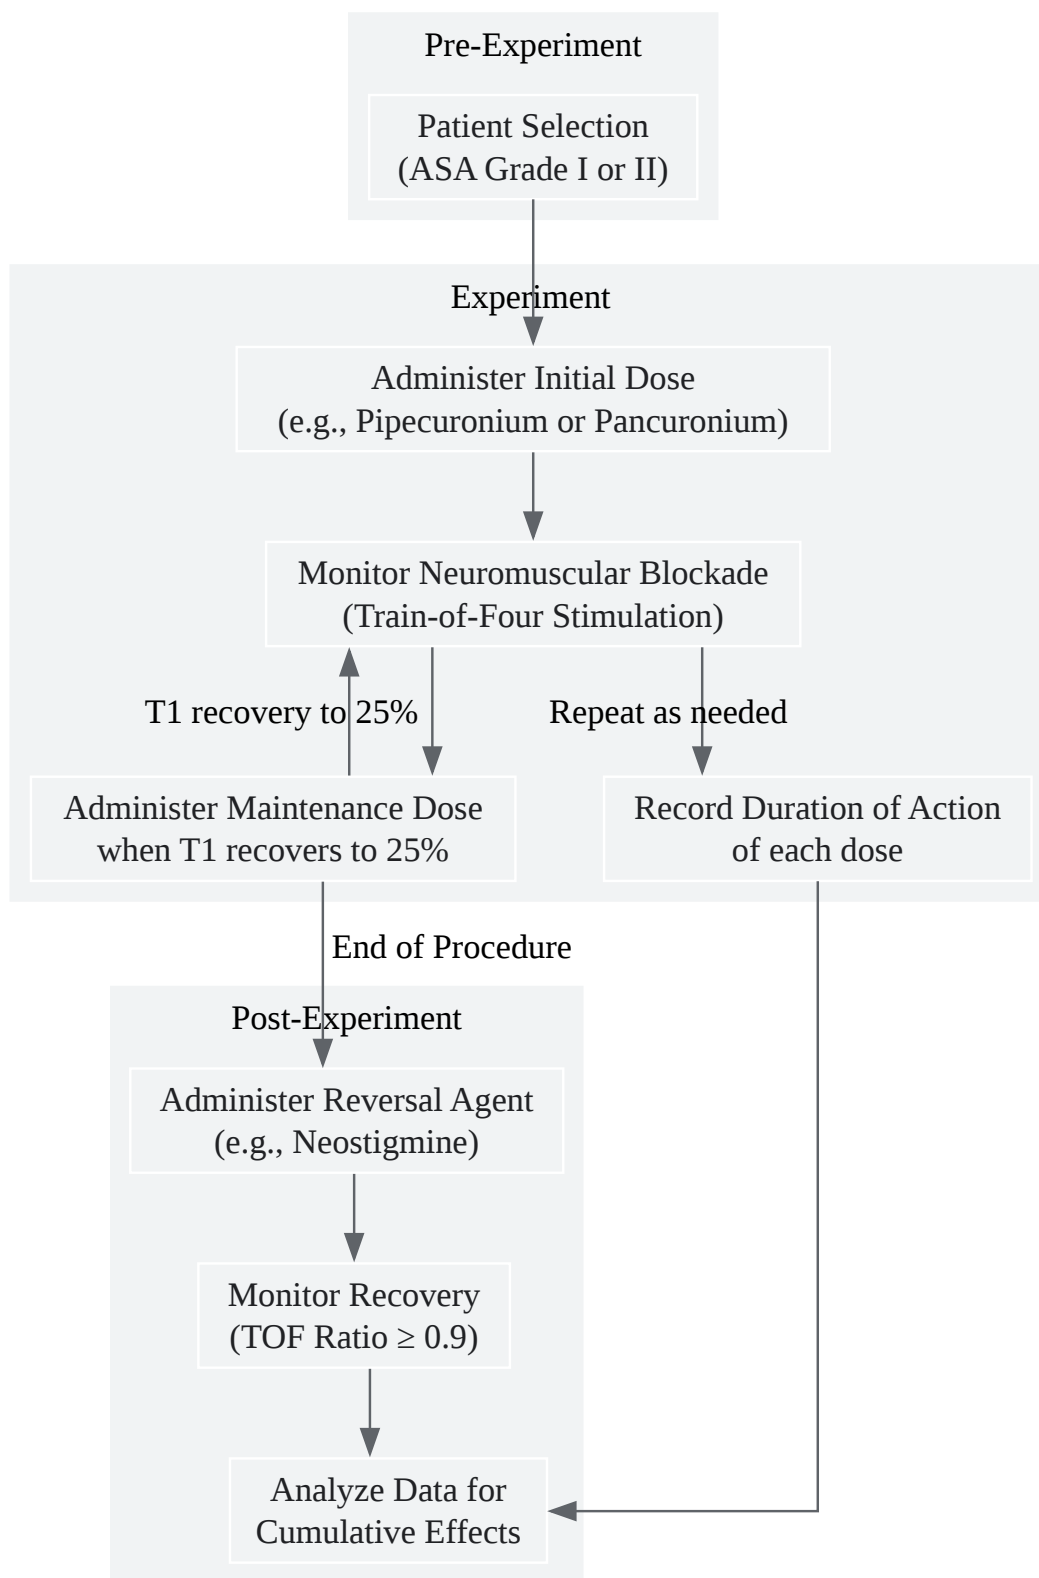 Pre-Experiment
Patient Selection
(ASA Grade I or II)
Experiment
Administer Initial Dose
(e.g., Pipecuronium or Pancuronium)
Monitor Neuromuscular Blockade
(Train-of-Four Stimulation)
T1 recovery to 25%
Repeat as needed
Administer Maintenance Dose
when T1 recovers to 25%
Record Duration of Action
of each dose
End of Procedure
Post-Experiment
Administer Reversal Agent
(e.g., Neostigmine)
Monitor Recovery
(TOF Ratio ≥ 0.9)
Analyze Data for
Cumulative Effects